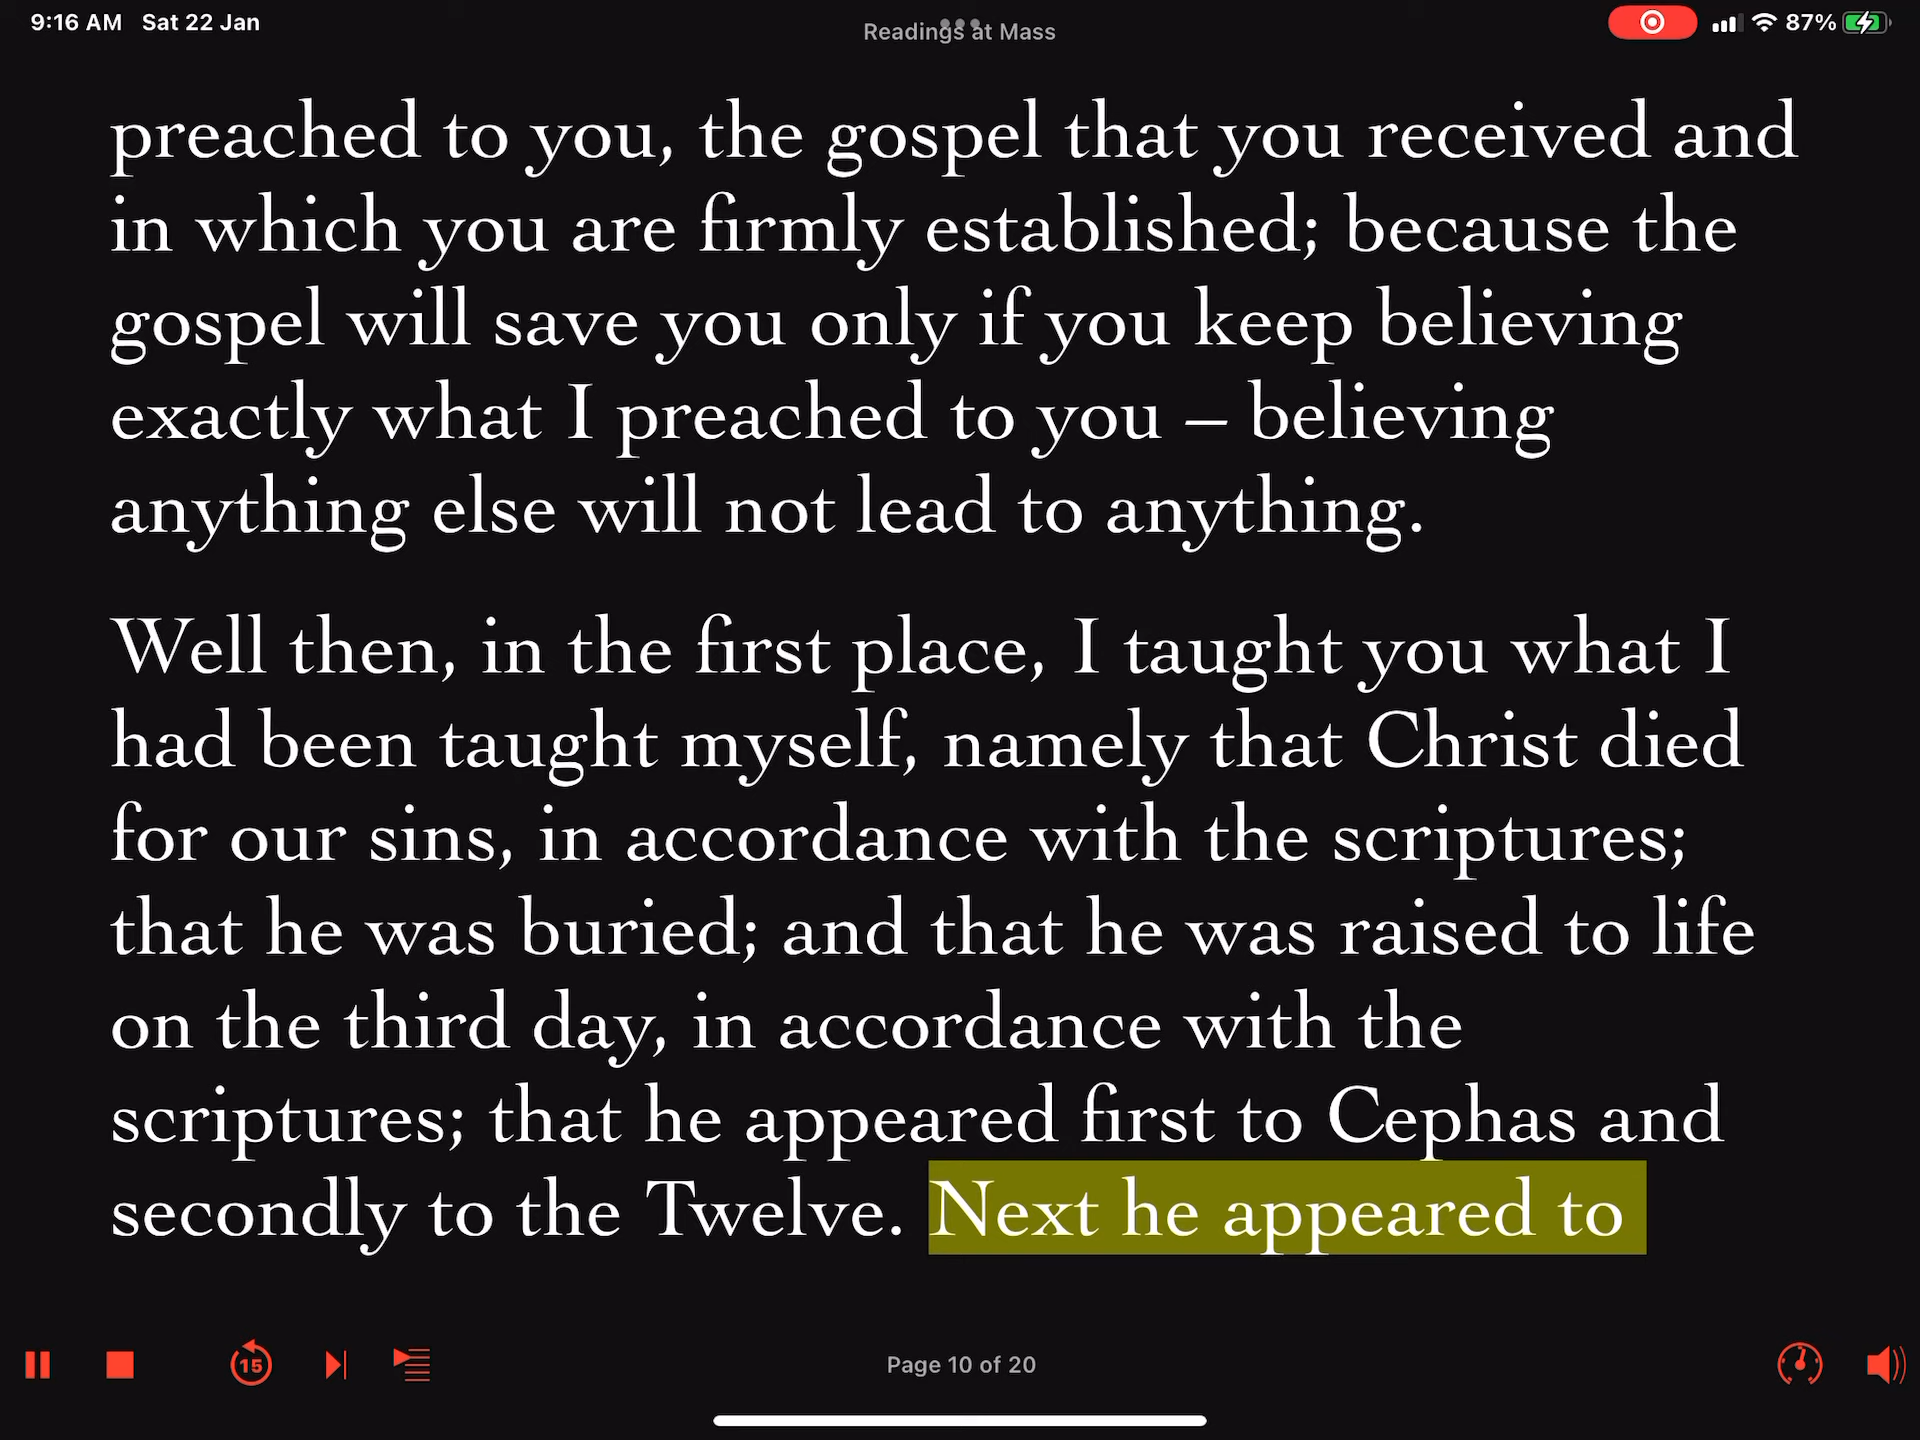 9:16 AM Sat 22 Jan
Readings at Mass
87%
preached to you, the gospel that you received and
in which you are firmly established; because the
gospel will save you only if you keep believing
exactly what I preached to you – believing
anything else will not lead to anything.
Well then, in the first place, I taught you what I
had been taught myself, namely that Christ died
for our sins, in accordance with the scriptures;
that he was buried; and that he was raised to life
on the third day, in accordance with the
scriptures; that he appeared first to Cephas and
secondly to the Twelve. Next he appeared to
15
Page 10 of 20